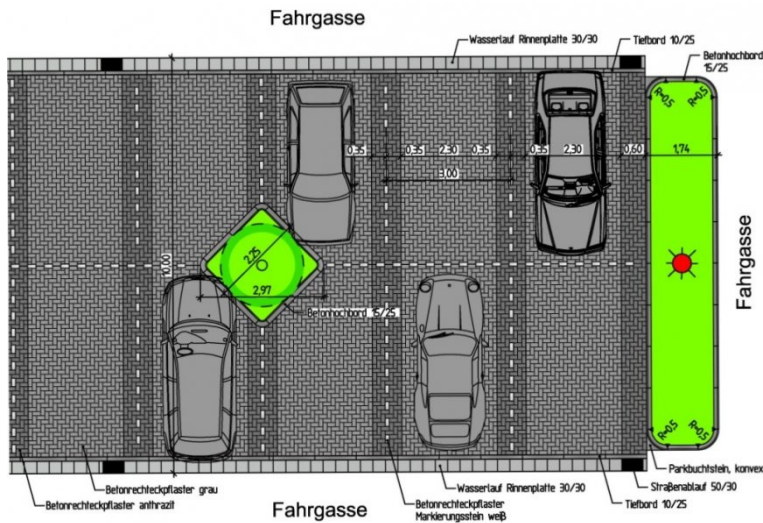 Fahrgasse
Wasserlauf Rinnenplatte 30/30
Tiefbord 10/25
Betonhochbord
15/25
R=0,5
R=0,5
0,35
0,35
2.30
0,35
0,35
2.30
0,60
1,74
3.00
10,00
2,25
2,97
Betonhochbord 15/25
Fahrgasse
R=0,5
R=0,5
Betonrechteckpflaster grau
Betonrechteckpflaster anthrazit
Fahrgasse
Wasserlauf Rinnenplatte 30/30
Betonrechteckpflaster
Markierungsstein weiß
Parkbuchtstein, konvex
Straßenablauf 50/30
Tiefbord 10/25